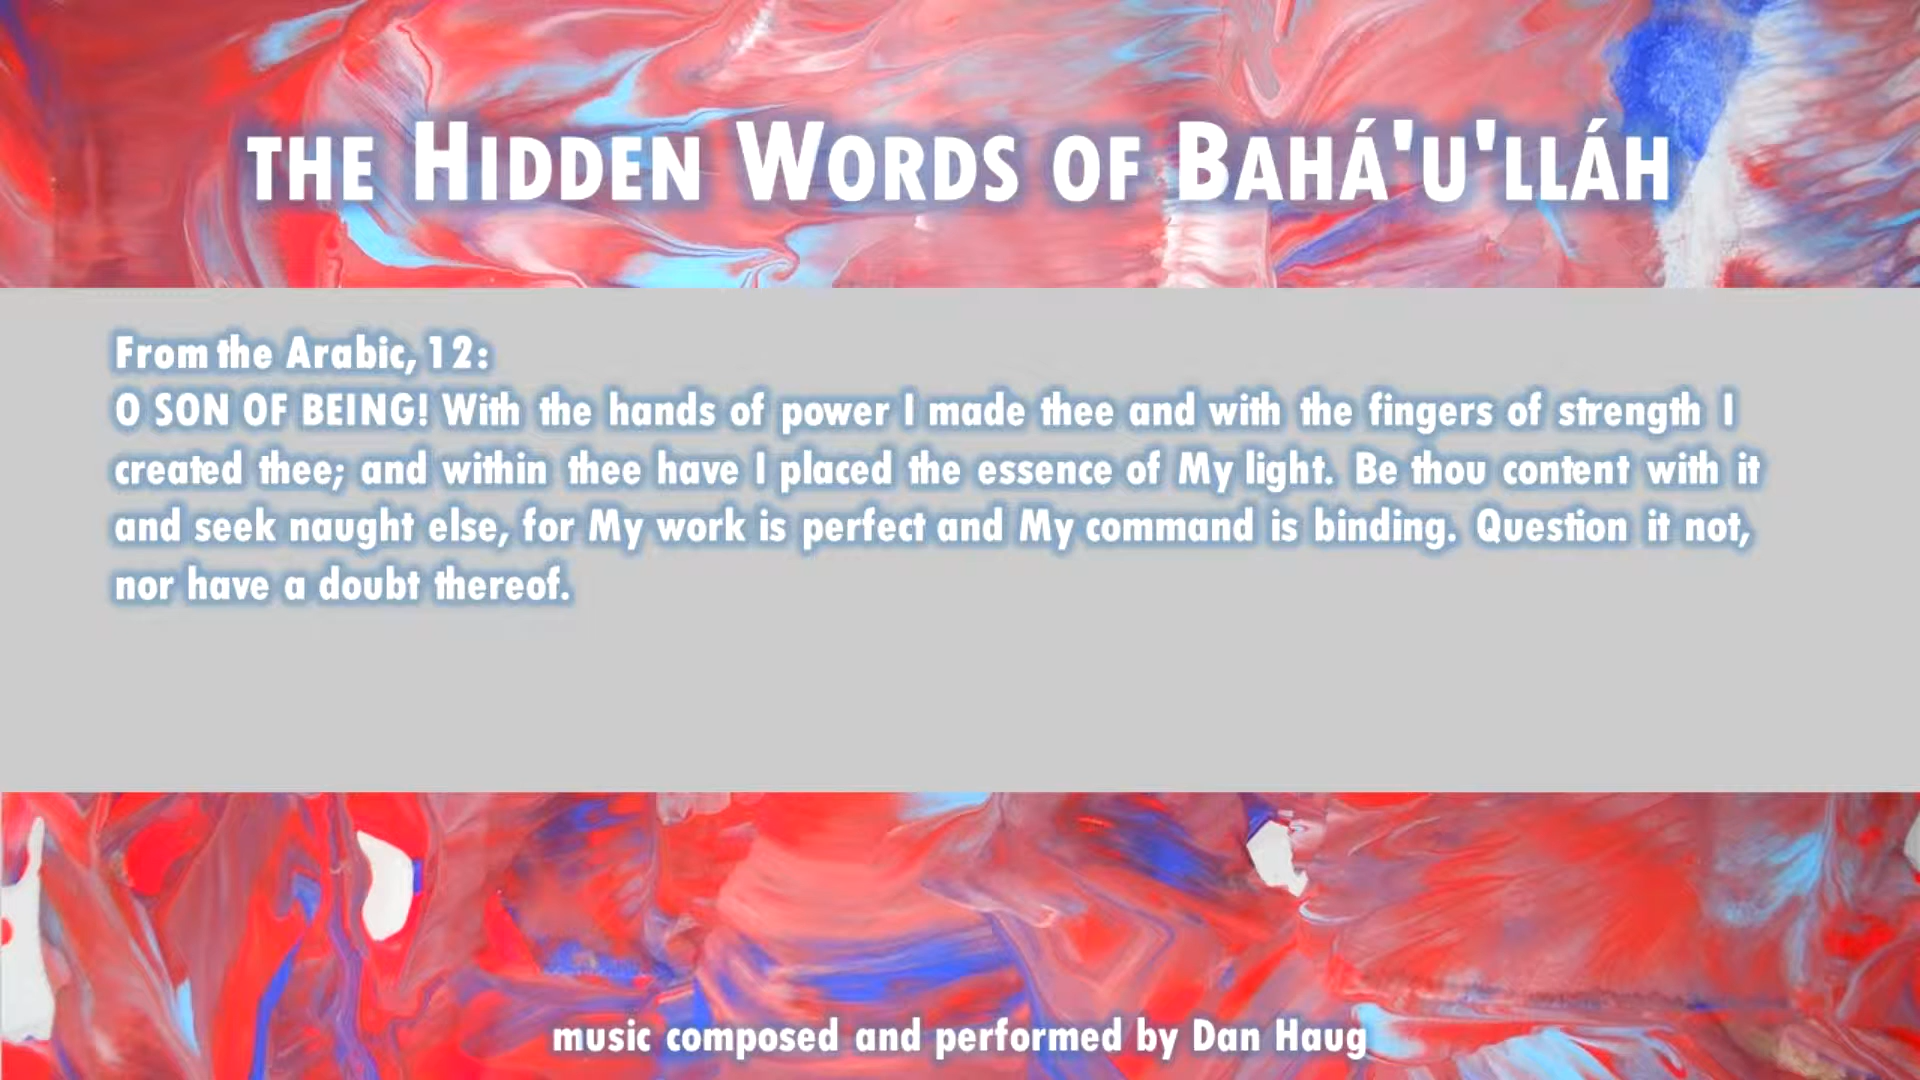 THE HIDDEN WORDS OF BAHÁ'U'LLÁH
From the Arabic, 12:
O SON OF BEING! With the hands of power I made thee and with the fingers of strength I
created thee; and within thee have I placed the essence of My light. Be thou content with it
and seek naught else, for My work is perfect and My command is binding. Question it not,
nor have a doubt thereof.
music composed and performed by Dan Haug